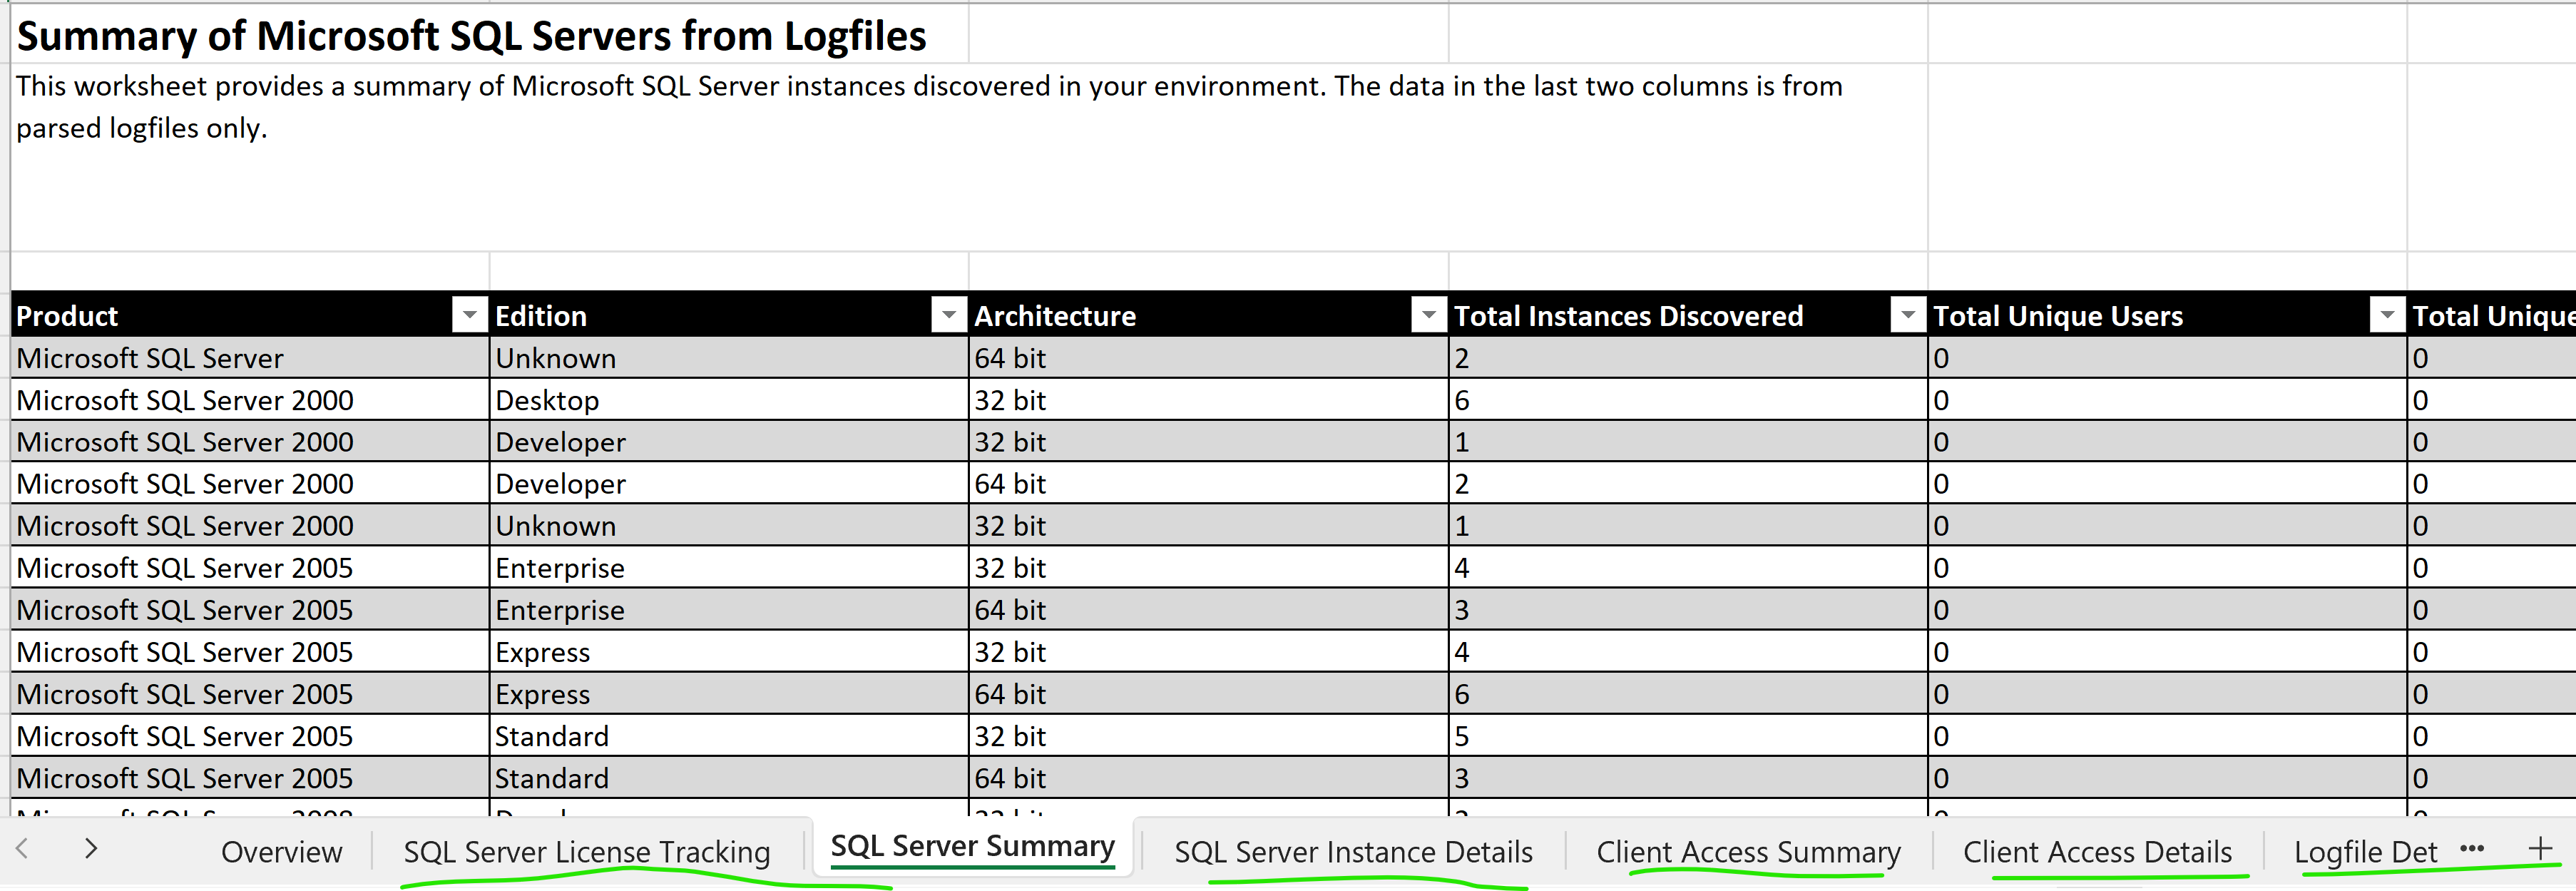 Summary of Microsoft SQL Servers from Logfiles
This worksheet provides a summary of Microsoft SQL Server instances discovered in your environment. The data in the last two columns is from
parsed logfiles only.
Product Edition Architecture Total Instances Discovered Total Unique Users Total Unique
Microsoft SQL Server Unknown 64 bit 2 0 0
Microsoft SQL Server 2000 Desktop 32 bit 6 0 0
Microsoft SQL Server 2000 Developer 32 bit 1 0 0
Microsoft SQL Server 2000 Developer 64 bit 2 0 0
Microsoft SQL Server 2000 Unknown 32 bit 1 0 0
Microsoft SQL Server 2005 Enterprise 32 bit 4 0 0
Microsoft SQL Server 2005 Enterprise 64 bit 3 0 0
Microsoft SQL Server 2005 Express 32 bit 4 0 0
Microsoft SQL Server 2005 Express 64 bit 6 0 0
Microsoft SQL Server 2005 Standard 32 bit 5 0 0
Microsoft SQL Server 2005 Standard 64 bit 3 0 0
Overview SQL Server License Tracking SQL Server Summary SQL Server Instance Details Client Access Summary Client Access Details Logfile Det